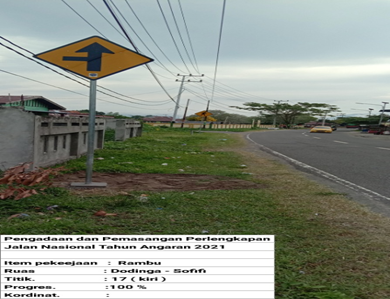 Pengadaan dan Pemasangan Perlengkapan
Jalan Nasional Tahun Angaran 2021
Item pekeejaan : Rambu
Ruas : Dodinga - Sofifi
Titik. : 17 ( kiri )
Progres. :100 %
Kordinat. :